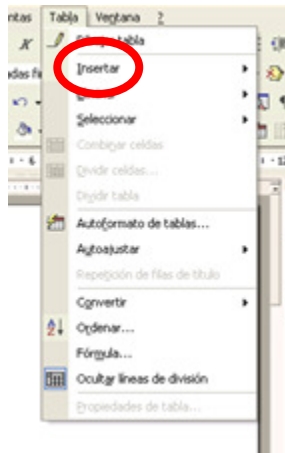 Tabla Ventana ?
tabla
Insertar
Seleccionar
Combinar celdas
Dividir celdas...
Dividir tabla
Autoformato de tablas...
Autoajustar
Repetición de filas de título
Convertir
Ordenar...
Fórmula...
Ocultar líneas de división
Propiedades de tabla...